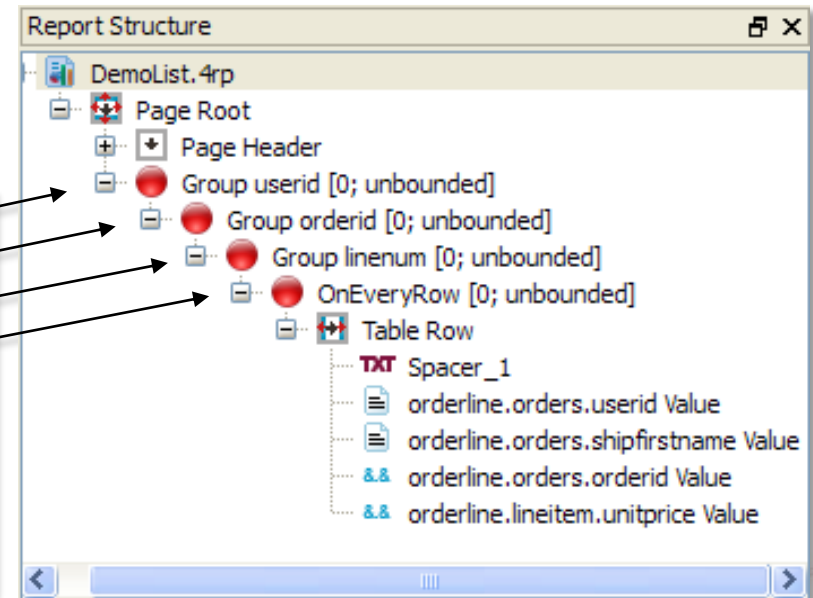 Report Structure
DemoList.4rp
Page Root
Page Header
Group userid [0; unbounded]
Group orderid [0; unbounded]
Group linenum [0; unbounded]
OnEveryRow [0; unbounded]
Table Row
TXT Spacer_1
orderline.orders.userid Value
orderline.orders.shipfirstname Value
&.& orderline.orders.orderid Value
&.& orderline.lineitem.unitprice Value